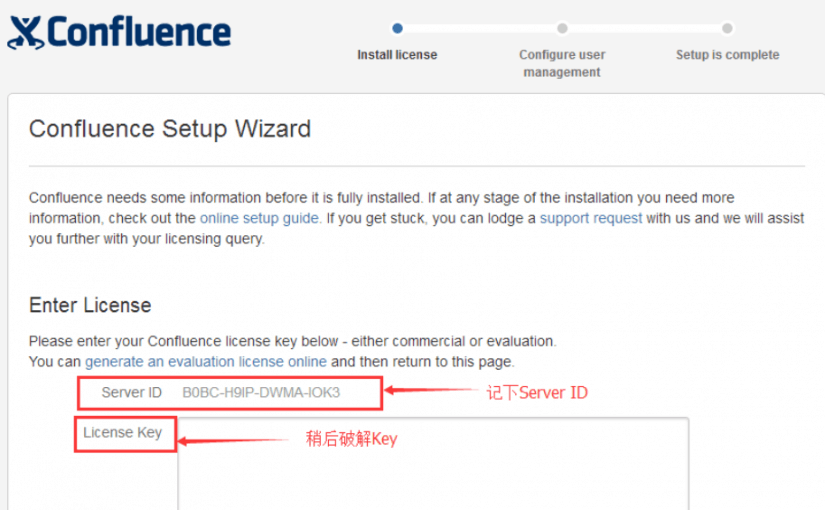 Confluence
Install license
Configure user
management
Setup is complete
Confluence Setup Wizard
Confluence needs some information before it is fully installed. If at any stage of the installation you need more
information, check out the online setup guide. If you get stuck, you can lodge a support request with us and we will assist
you further with your licensing query.
Enter License
Please enter your Confluence license key below - either commercial or evaluation.
You can generate an evaluation license online and then return to this page.
Server ID B0BC-H9IP-DWMA-IOK3 记下Server ID
License Key 稍后破解Key